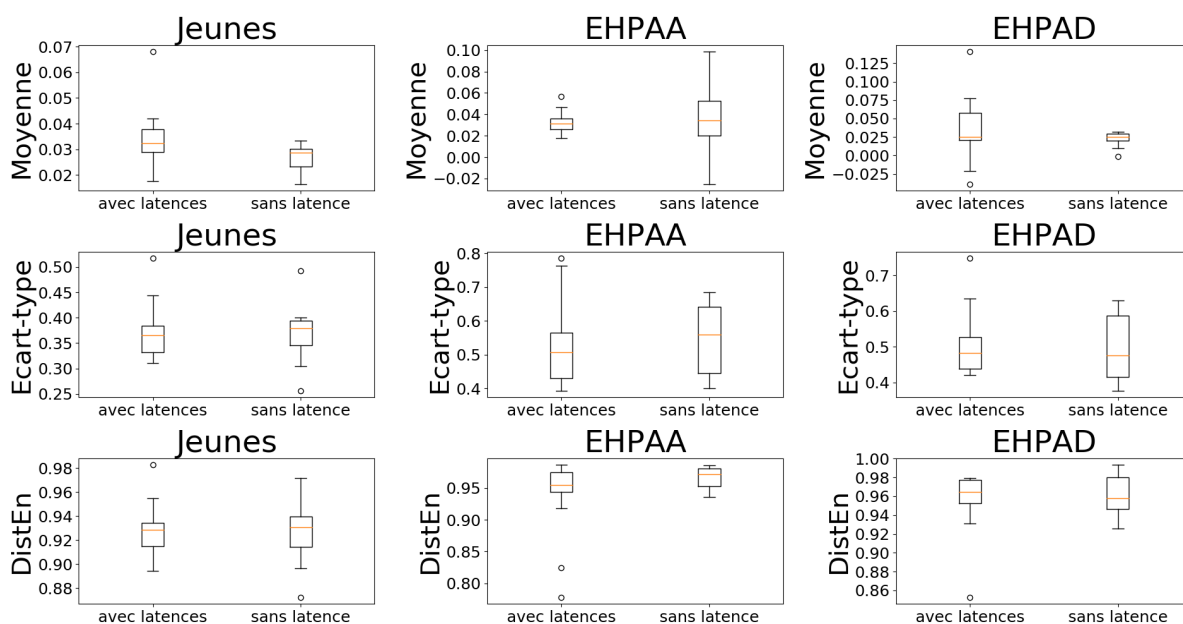 Jeunes
EHPAA
EHPAD
Moyenne
0.07
0.06
0.05
0.04
0.03
0.02
avec latences
sans latence
Moyenne
0.10
0.08
0.06
0.04
0.02
0.00
−0.02
avec latences
sans latence
Moyenne
0.125
0.100
0.075
0.050
0.025
0.000
−0.025
avec latences
sans latence
Jeunes
EHPAA
EHPAD
Ecart-type
0.50
0.45
0.40
0.35
0.30
0.25
avec latences
sans latence
Ecart-type
0.8
0.7
0.6
0.5
0.4
avec latences
sans latence
Ecart-type
0.7
0.6
0.5
0.4
avec latences
sans latence
Jeunes
EHPAA
EHPAD
DistEn
0.98
0.96
0.94
0.92
0.90
0.88
avec latences
sans latence
DistEn
0.95
0.90
0.85
0.80
avec latences
sans latence
DistEn
1.00
0.98
0.96
0.94
0.92
0.90
0.88
0.86
avec latences
sans latence